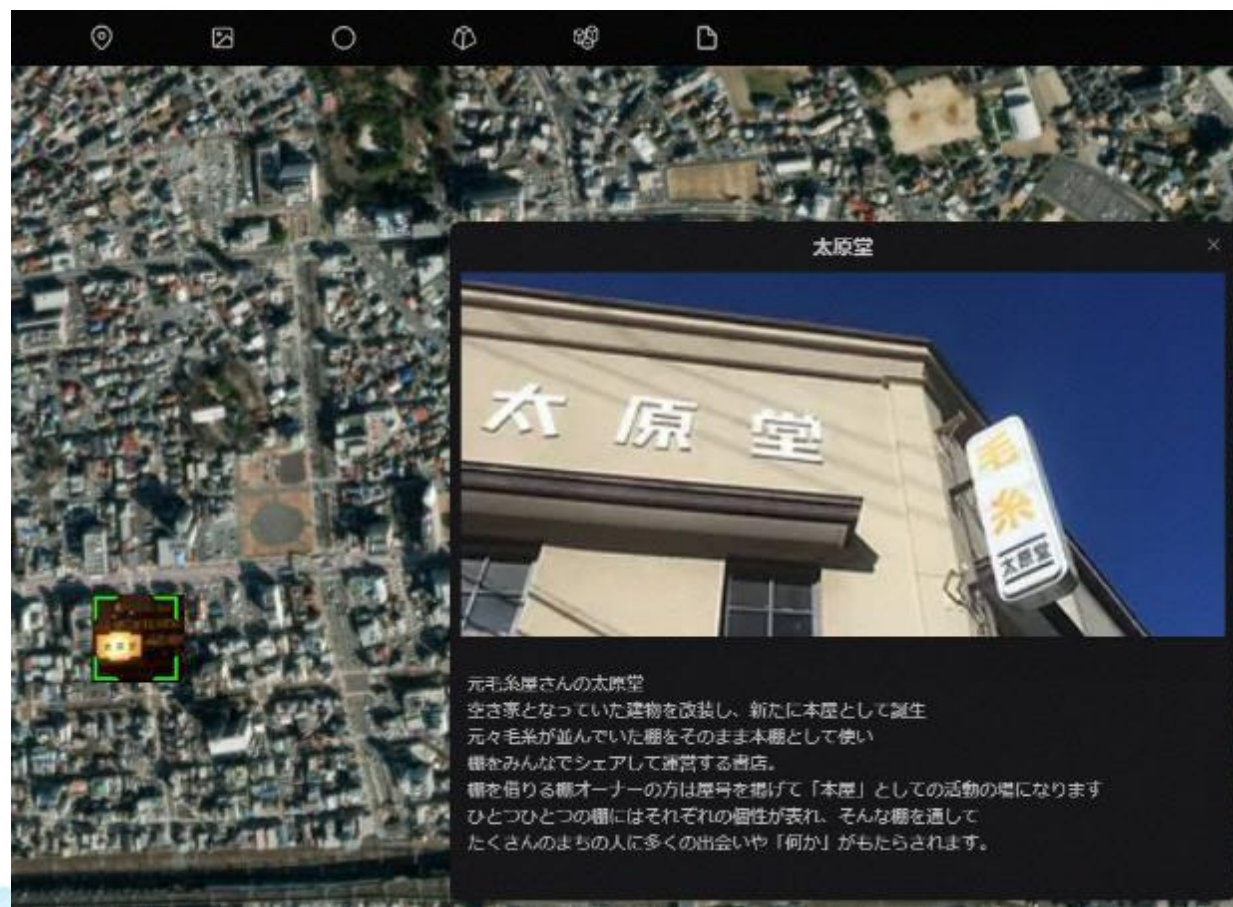 太原堂
太原堂
毛糸
太原堂
元毛糸屋さんの太原堂
空き家となっていた建物を改装し、新たに本屋として誕生
元々毛糸が並んでいた棚をそのまま本棚として使い
棚をみんなでシェアして運営する書店。
棚を借りる棚オーナーの方は屋号を掲げて「本屋」としての活動の場になります
ひとつひとつの棚にはそれぞれの個性が表れ、そんな棚を通して
たくさんのまちの人に多くの出会いや「何か」がもたらされます。